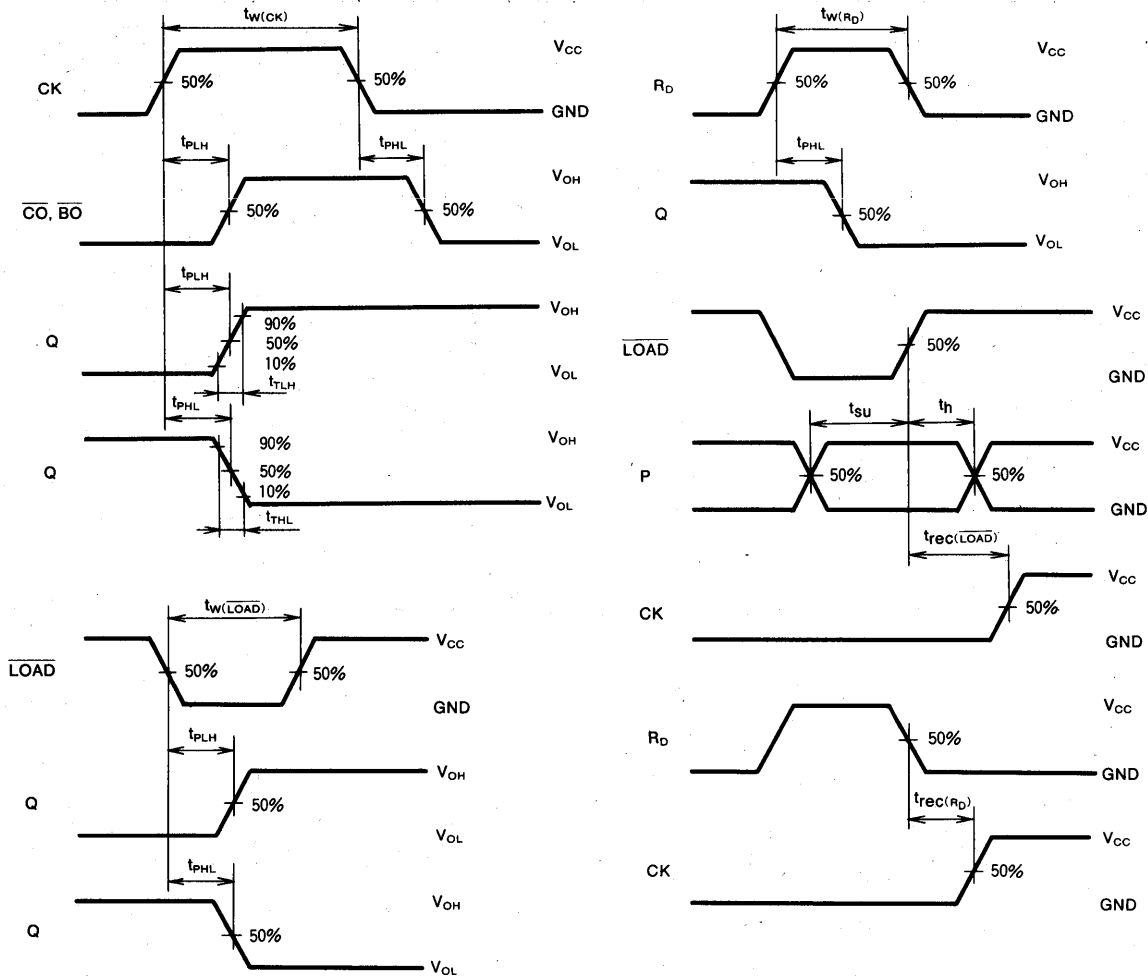 tW(CK)
VCC
CK
50%
50%
GND
tPLH
tPHL
VOH
CO, BO
50%
50%
VOL
tPLH
VOH
90%
Q
50%
10%
VOL
tTLH
tPHL
VOH
90%
Q
50%
10%
VOL
tTHL
tW(LOAD)
VCC
LOAD
50%
50%
GND
tPLH
VOH
Q
50%
VOL
tPHL
VOH
Q
50%
VOL
tW(RD)
VCC
RD
50%
50%
GND
tPHL
VOH
Q
50%
VOL
VCC
LOAD
50%
GND
tsu
th
VCC
P
50%
50%
GND
trec(LOAD)
VCC
CK
50%
GND
VCC
RD
50%
GND
trec(RD)
VCC
CK
50%
GND